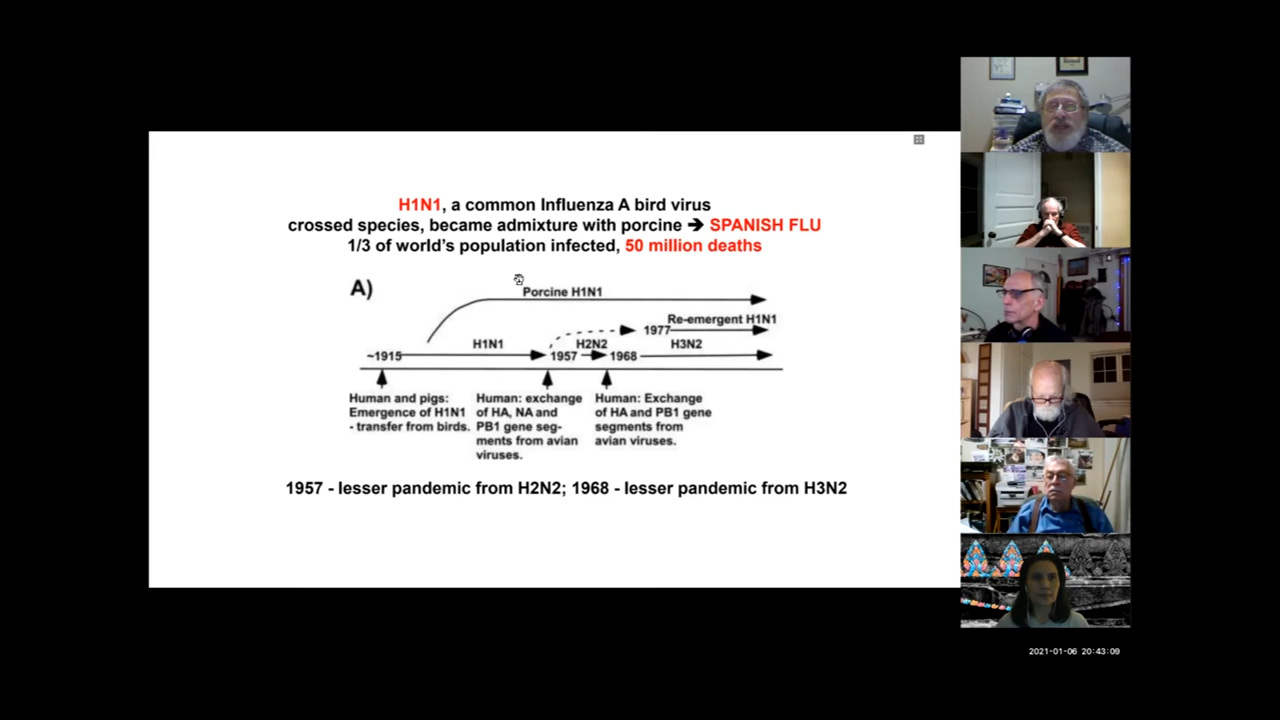 H1N1, a common Influenza A bird virus
crossed species, became admixture with porcine ➔ SPANISH FLU
1/3 of world's population infected, 50 million deaths
A)
Porcine H1N1
Re-emergent H1N1
1977
H1N1
H2N2
H3N2
~1915
1957
1968
Human and pigs:
Emergence of H1N1
- transfer from birds.
Human: exchange
of HA, NA and
PB1 gene seg-
ments from avian
viruses.
Human: Exchange
of HA and PB1 gene
segments from
avian viruses.
1957 - lesser pandemic from H2N2; 1968 - lesser pandemic from H3N2
2021-01-06 20:43:09